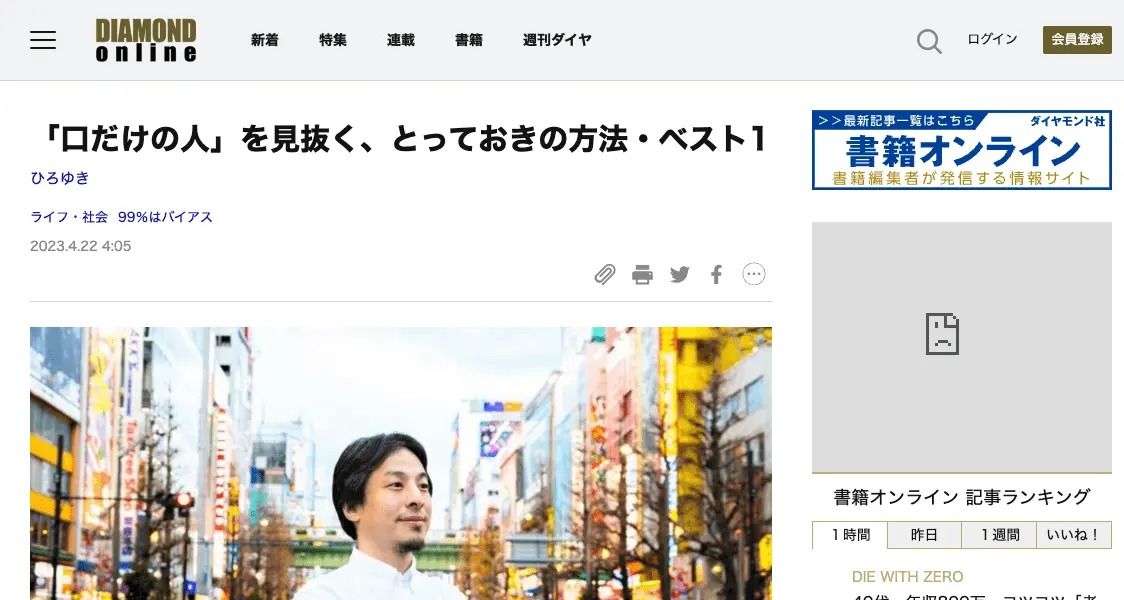 DIAMOND
online
新着 特集 連載 書籍 週刊ダイヤ
ログイン
会員登録
「口だけの人」を見抜く、とっておきの方法・ベスト1
ひろゆき
ライフ・社会 99%はバイアス
2023.4.22 4:05
>>最新記事一覧はこちら
ダイヤモンド社
書籍オンライン
書籍編集者が発信する情報サイト
書籍オンライン 記事ランキング
1時間 昨日 1週間 いいね！
DIE WITH ZERO